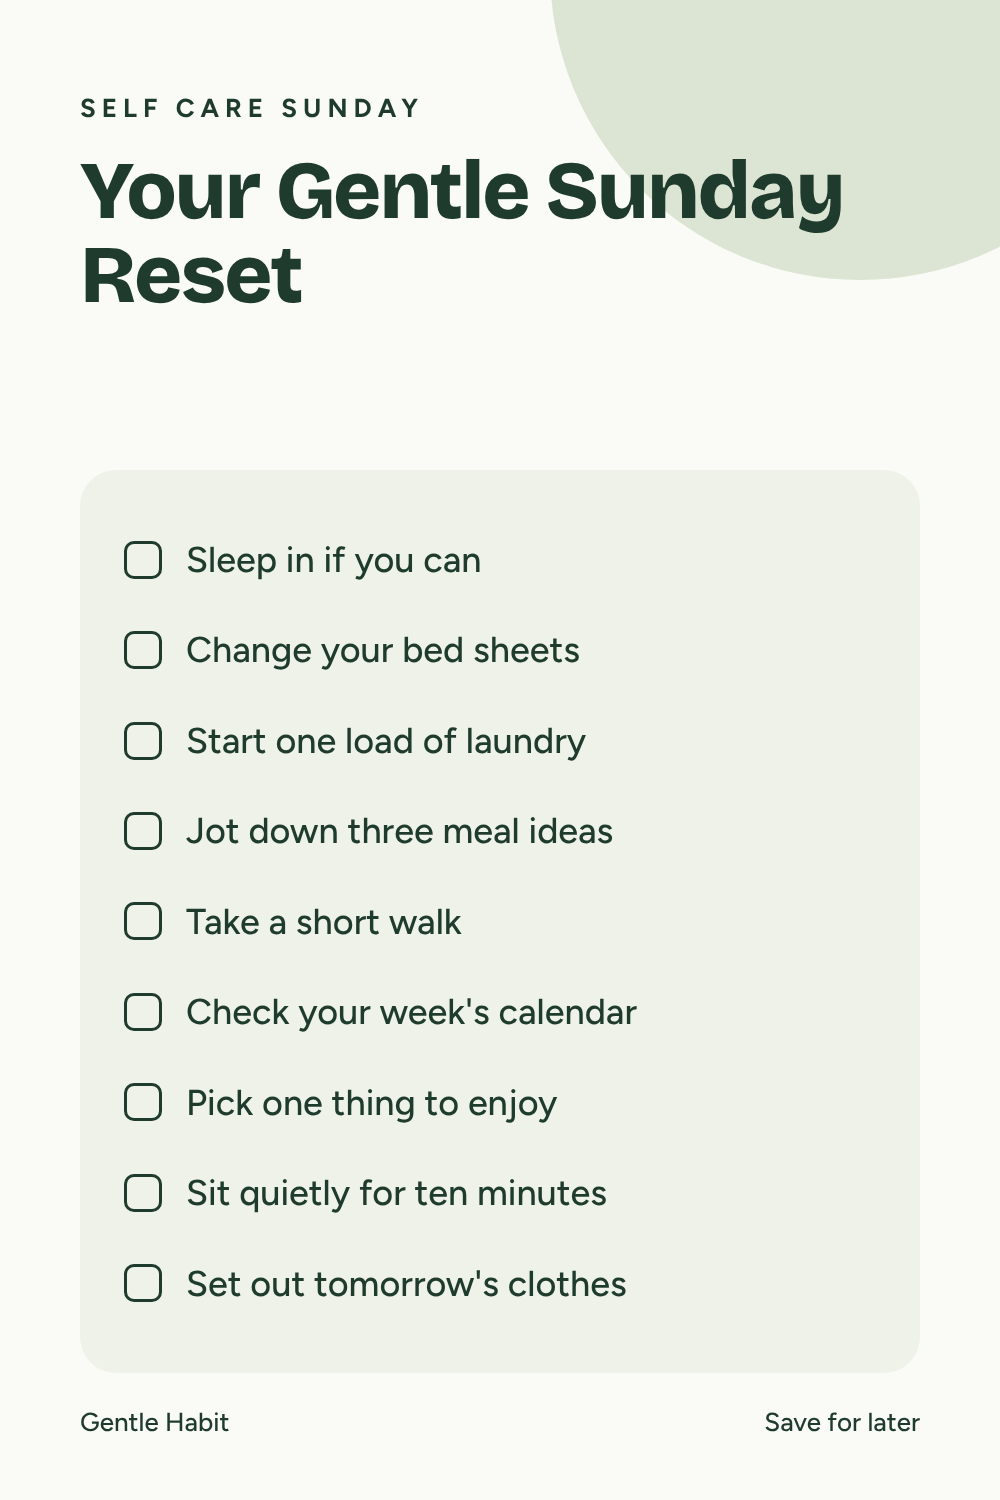 SELF CARE SUNDAY
Your Gentle Sunday
Reset
Sleep in if you can
Change your bed sheets
Start one load of laundry
Jot down three meal ideas
Take a short walk
Check your week's calendar
Pick one thing to enjoy
Sit quietly for ten minutes
Set out tomorrow's clothes
Gentle Habit
Save for later